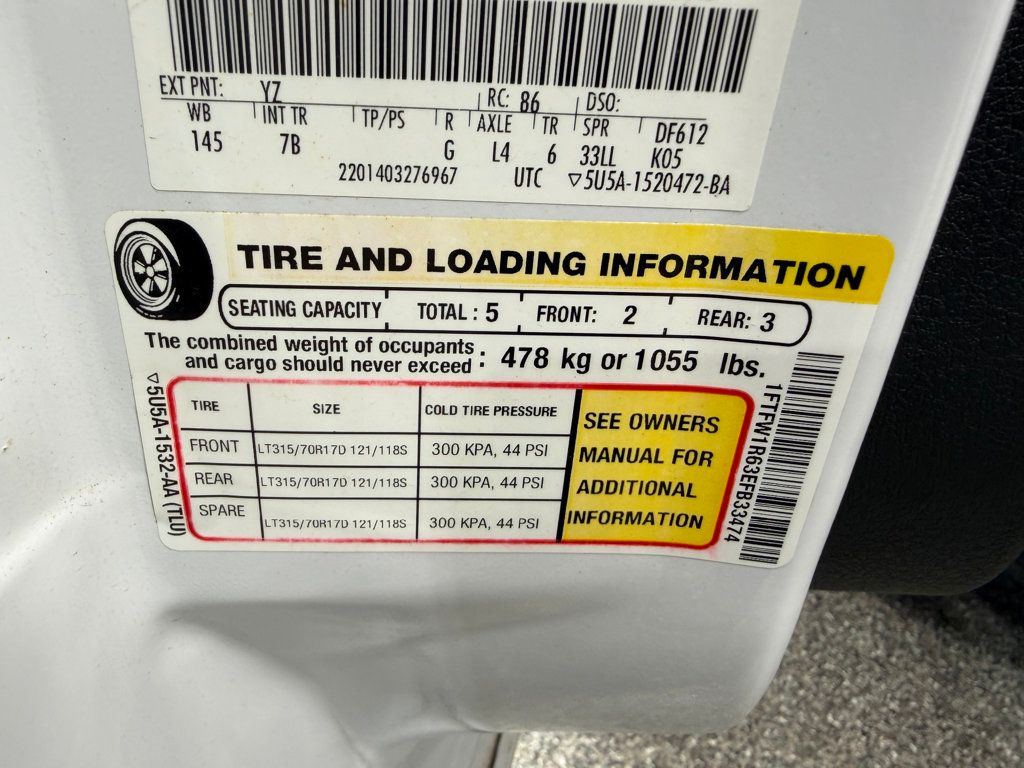 EXT PNT: YZ RC: 86 DSO:
WB INT TR TP/PS R AXLE TR SPR DF612
145 7B G L4 6 33LL K05
2201403276967 UTC ▽5U5A-1520472-BA
TIRE AND LOADING INFORMATION
SEATING CAPACITY TOTAL : 5 FRONT: 2 REAR: 3
The combined weight of occupants
and cargo should never exceed : 478 kg or 1055 lbs.
TIRE SIZE COLD TIRE PRESSURE
FRONT LT315/70R17D 121/118S 300 KPA, 44 PSI
REAR LT315/70R17D 121/118S 300 KPA, 44 PSI
SPARE LT315/70R17D 121/118S 300 KPA, 44 PSI
SEE OWNERS
MANUAL FOR
ADDITIONAL
INFORMATION
▽5U5A-1532-AA (TLU)
1FTFW1R63EFB33474